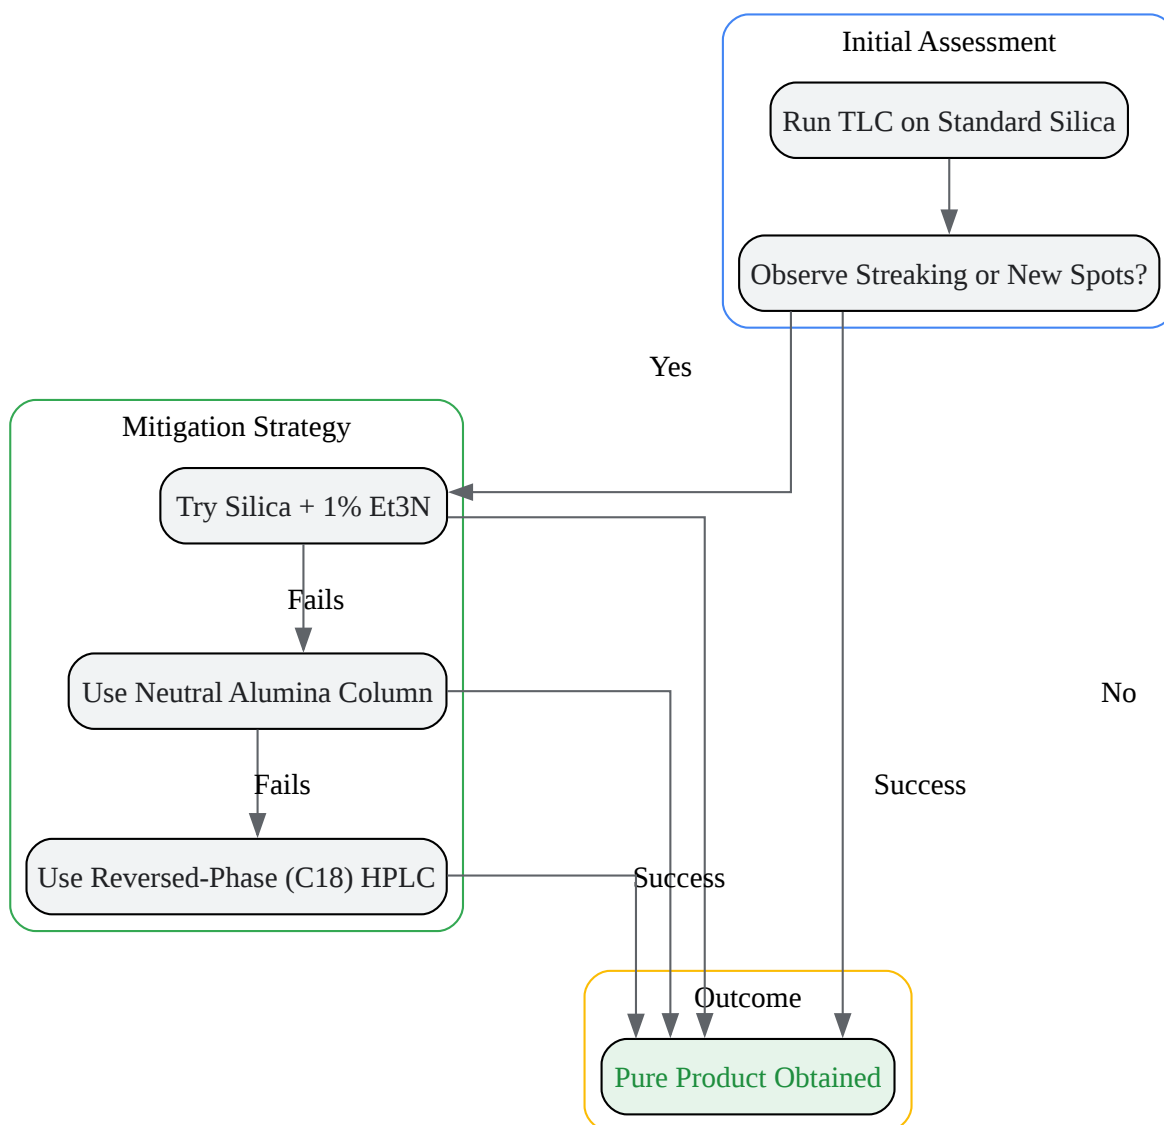 Initial Assessment
Run TLC on Standard Silica
Observe Streaking or New Spots?
Yes
Mitigation Strategy
Try Silica + 1% Et3N
Fails
Use Neutral Alumina Column
No
Fails
Success
Use Reversed-Phase (C18) HPLC
Success
Outcome
Pure Product Obtained